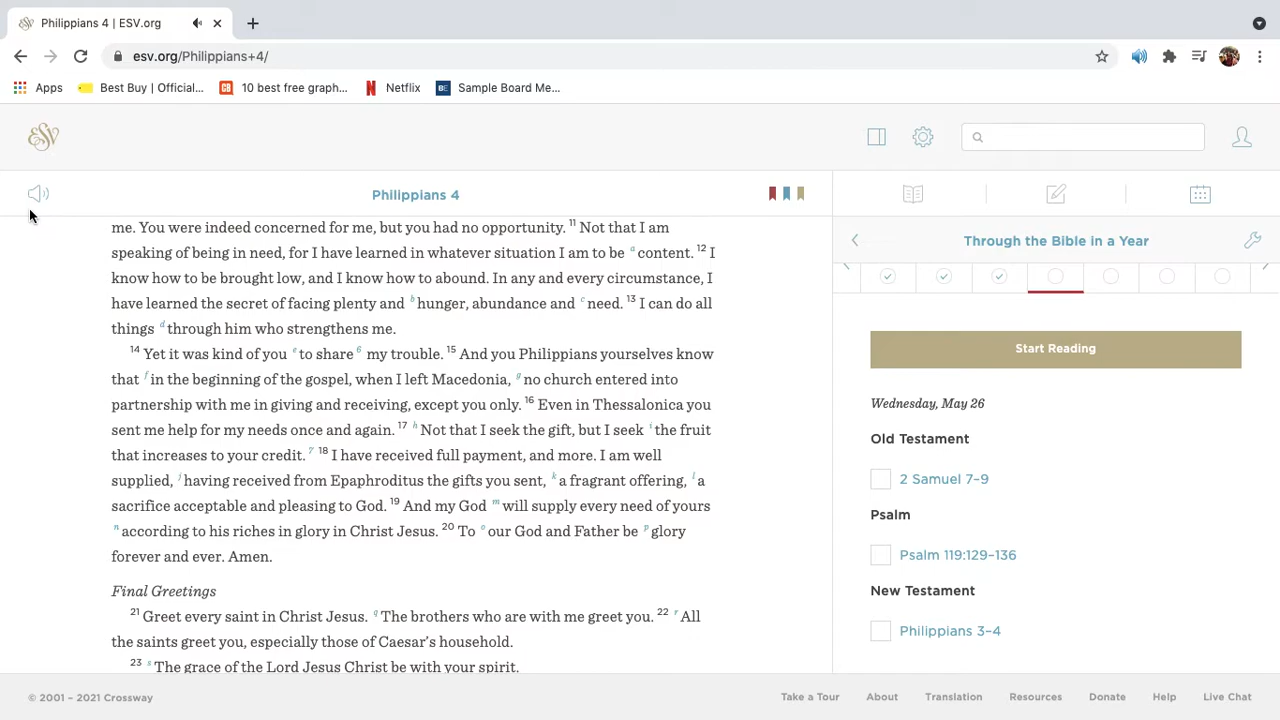 Philippians 4 | ESV.org
esv.org/Philippians+4/
Apps
Best Buy | Official...
10 best free graph...
Netflix
Sample Board Me...
ESV
Philippians 4
me. You were indeed concerned for me, but you had no opportunity. 11 Not that I am
speaking of being in need, for I have learned in whatever situation I am to be a content. 12 I
know how to be brought low, and I know how to abound. In any and every circumstance, I
have learned the secret of facing plenty and b hunger, abundance and c need. 13 I can do all
things d through him who strengthens me.
14 Yet it was kind of you e to share 6 my trouble. 15 And you Philippians yourselves know
that f in the beginning of the gospel, when I left Macedonia, g no church entered into
partnership with me in giving and receiving, except you only. 16 Even in Thessalonica you
sent me help for my needs once and again. 17 h Not that I seek the gift, but I seek i the fruit
that increases to your credit. 7 18 I have received full payment, and more. I am well
supplied, j having received from Epaphroditus the gifts you sent, k a fragrant offering, l a
sacrifice acceptable and pleasing to God. 19 And my God m will supply every need of yours
n according to his riches in glory in Christ Jesus. 20 To o our God and Father be p glory
forever and ever. Amen.
Final Greetings
21 Greet every saint in Christ Jesus. q The brothers who are with me greet you. 22 r All
the saints greet you, especially those of Caesar's household.
23 s The grace of the Lord Jesus Christ be with your spirit.
Through the Bible in a Year
Start Reading
Wednesday, May 26
Old Testament
2 Samuel 7–9
Psalm
Psalm 119:129–136
New Testament
Philippians 3–4
© 2001 – 2021 Crossway
Take a Tour
About
Translation
Resources
Donate
Help
Live Chat